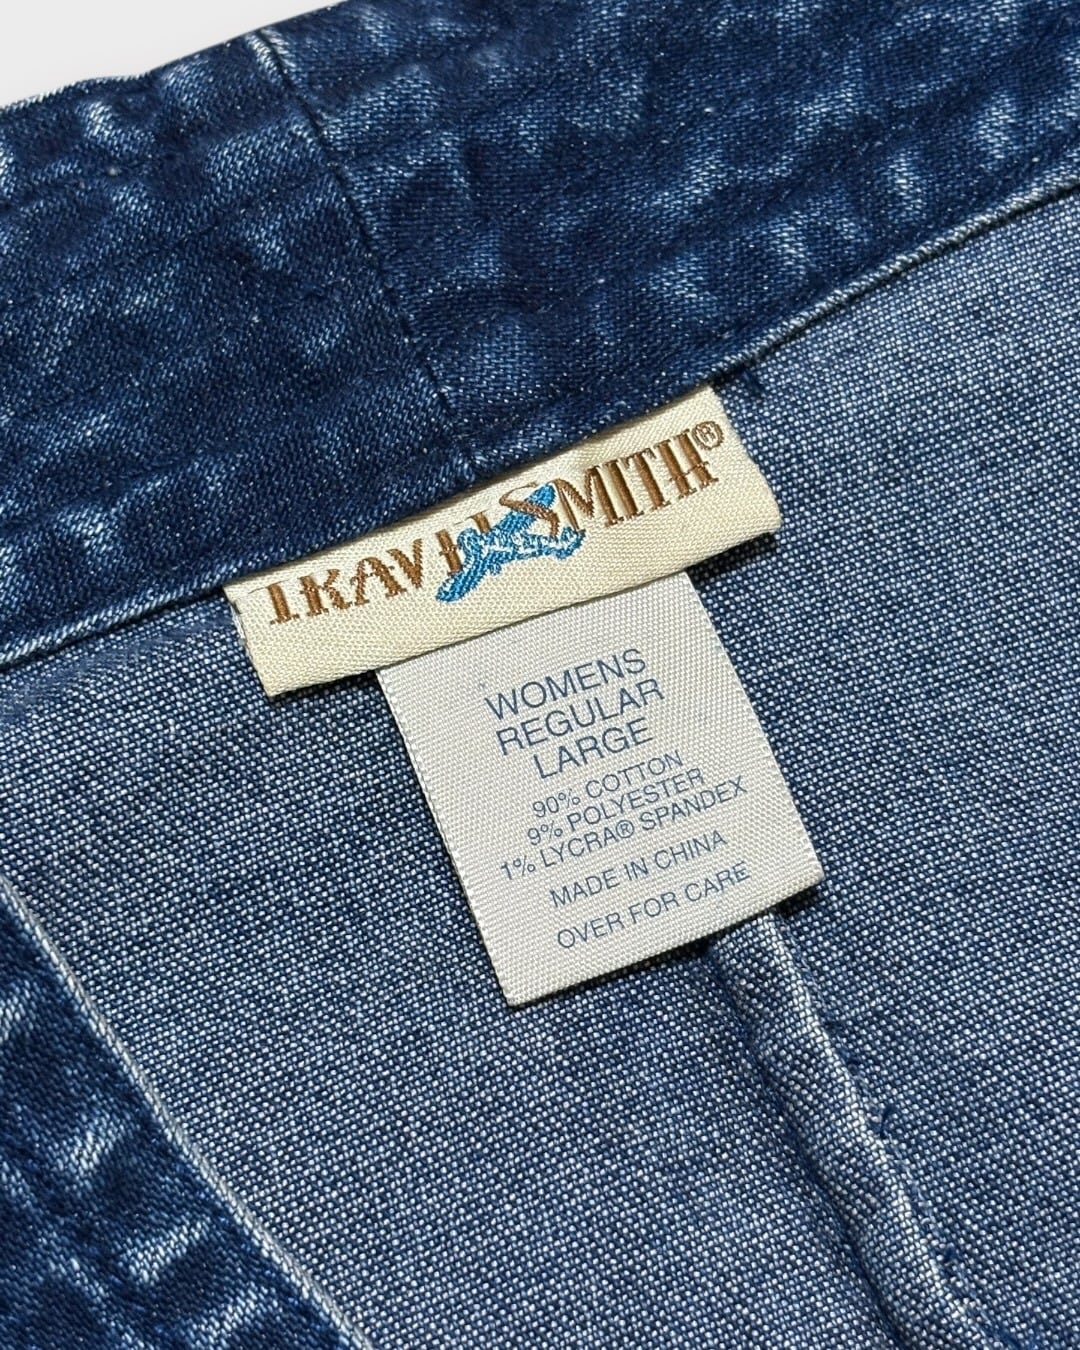 TRAVELSMITH®
WOMENS
REGULAR
LARGE
90% COTTON
9% POLYESTER
1% LYCRA® SPANDEX
MADE IN CHINA
OVER FOR CARE